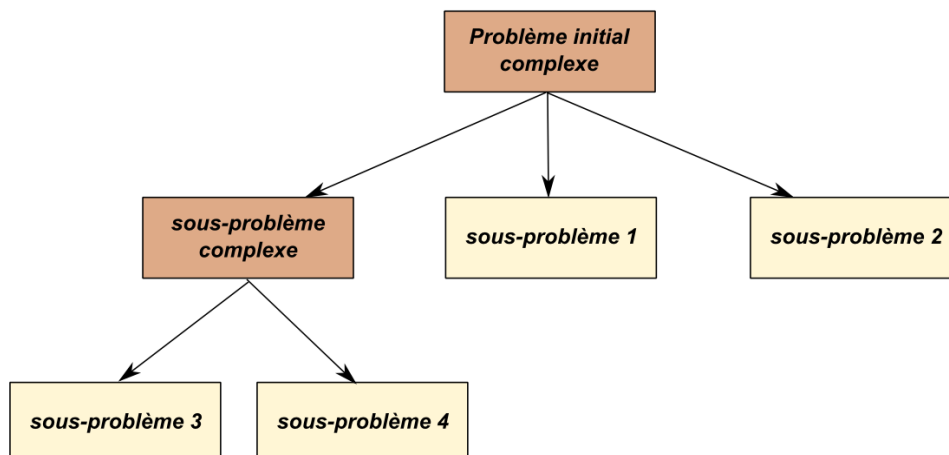 Problème initial
complexe
sous-problème
complexe
sous-problème 1
sous-problème 2
sous-problème 3
sous-problème 4